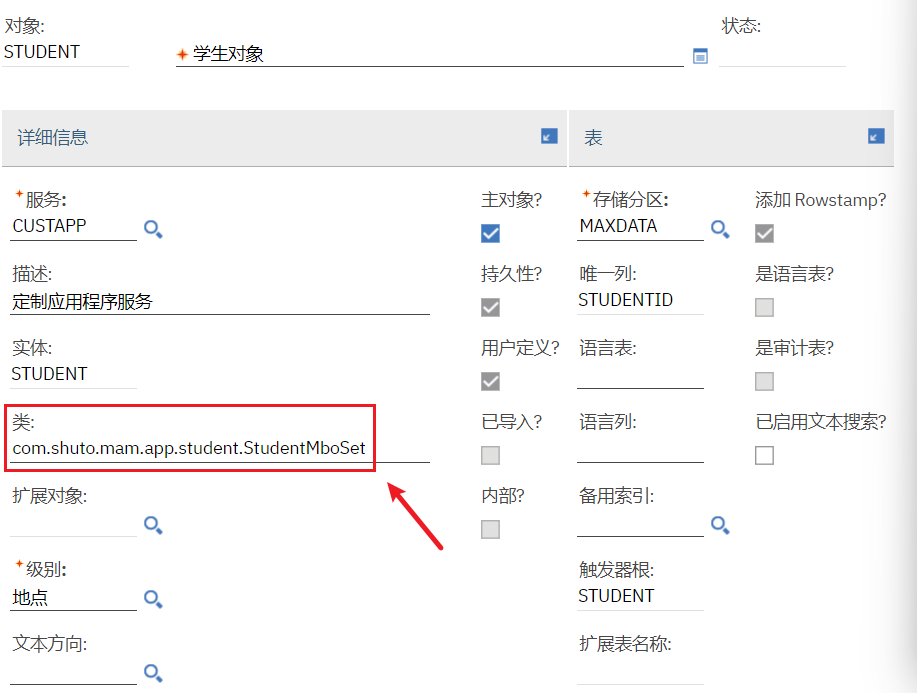 对象:
STUDENT
学生对象
状态:
详细信息
服务:
CUSTAPP
描述:
定制应用程序服务
实体:
STUDENT
类:
com.shuto.mam.app.student.StudentMboSet
扩展对象:
级别:
地点
文本方向:
主对象?
持久性?
用户定义?
已导入?
内部?
表
存储分区:
MAXDATA
唯一列:
STUDENTID
语言表:
语言列:
备用索引:
触发器根:
STUDENT
扩展表名称:
添加 Rowstamp?
是语言表?
是审计表?
已启用文本搜索?